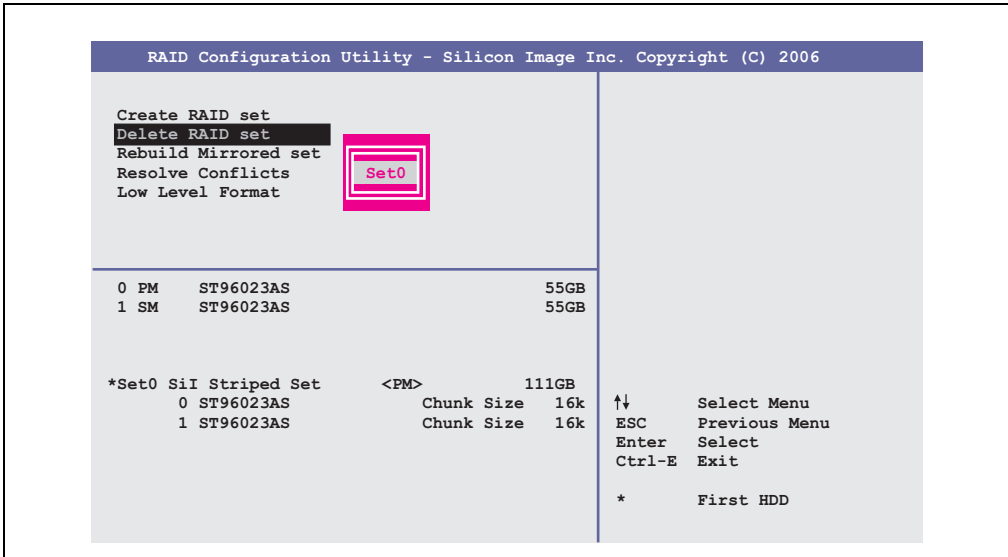 RAID Configuration Utility - Silicon Image Inc. Copyright (C) 2006
Create RAID set
Delete RAID set
Rebuild Mirrored set
Resolve Conflicts
Low Level Format
Set0
0 PM ST96023AS 55GB
1 SM ST96023AS 55GB
*Set0 SiI Striped Set <PM> 111GB
0 ST96023AS Chunk Size 16k
1 ST96023AS Chunk Size 16k
↑↓ Select Menu
ESC Previous Menu
Enter Select
Ctrl-E Exit
* First HDD